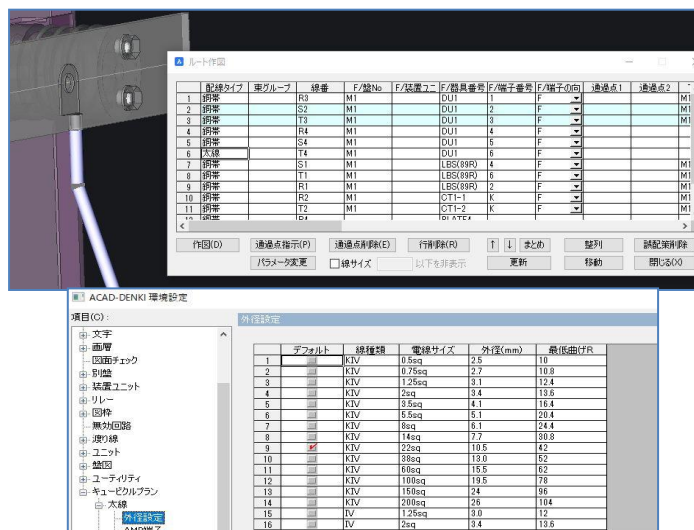 A ルート作図
配線タイプ 束グループ 線番 F/盤No F/装置ユニ F/器具番号 F/端子番号 F/端子の向 通過点1 通過点2
1 銅帯 R3 M1 DU1 1 F M1
2 銅帯 S2 M1 DU1 2 F M1
3 銅帯 T3 M1 DU1 3 F M1
4 銅帯 R4 M1 DU1 4 F
5 銅帯 S4 M1 DU1 5 F
6 太線 T4 M1 DU1 6 F
7 銅帯 S1 M1 LBS(89R) 4 F M1
8 銅帯 T1 M1 LBS(89R) 6 F M1
9 銅帯 R1 M1 LBS(89R) 2 F M1
10 銅帯 R2 M1 CT1-1 K F M1
11 銅帯 T2 M1 CT1-2 K F M1
作図(D) 通過点指示(P) 通過点削除(E) 行削除(R) ↑ ↓ まとめ 整列 誤配策削除
パラメータ変更 線サイズ 以下を非表示 更新 移動 閉じる(X)
ACAD-DENKI 環境設定
項目(C):
文字
画層
図面チェック
別盤
装置ユニット
リレー
図枠
無効回路
渡り線
ユニット
盤図
ユーティリティ
キュービクルプラン
太線
外径設定
AMP端子
外径設定
デフォルト 線種類 電線サイズ 外径(mm) 最低曲げR
1 KIV 0.5sq 2.5 10
2 KIV 0.75sq 2.7 10.8
3 KIV 1.25sq 3.1 12.4
4 KIV 2sq 3.4 13.6
5 KIV 3.5sq 4.1 16.4
6 KIV 5.5sq 5.1 20.4
7 KIV 8sq 6.1 24.4
8 KIV 14sq 7.7 30.8
9 KIV 22sq 10.5 42
10 KIV 38sq 13.0 52
11 KIV 60sq 15.5 62
12 KIV 100sq 19.5 78
13 KIV 150sq 24 96
14 KIV 200sq 26 104
15 IV 1.25sq 3.0 12
16 IV 2sq 3.4 13.6